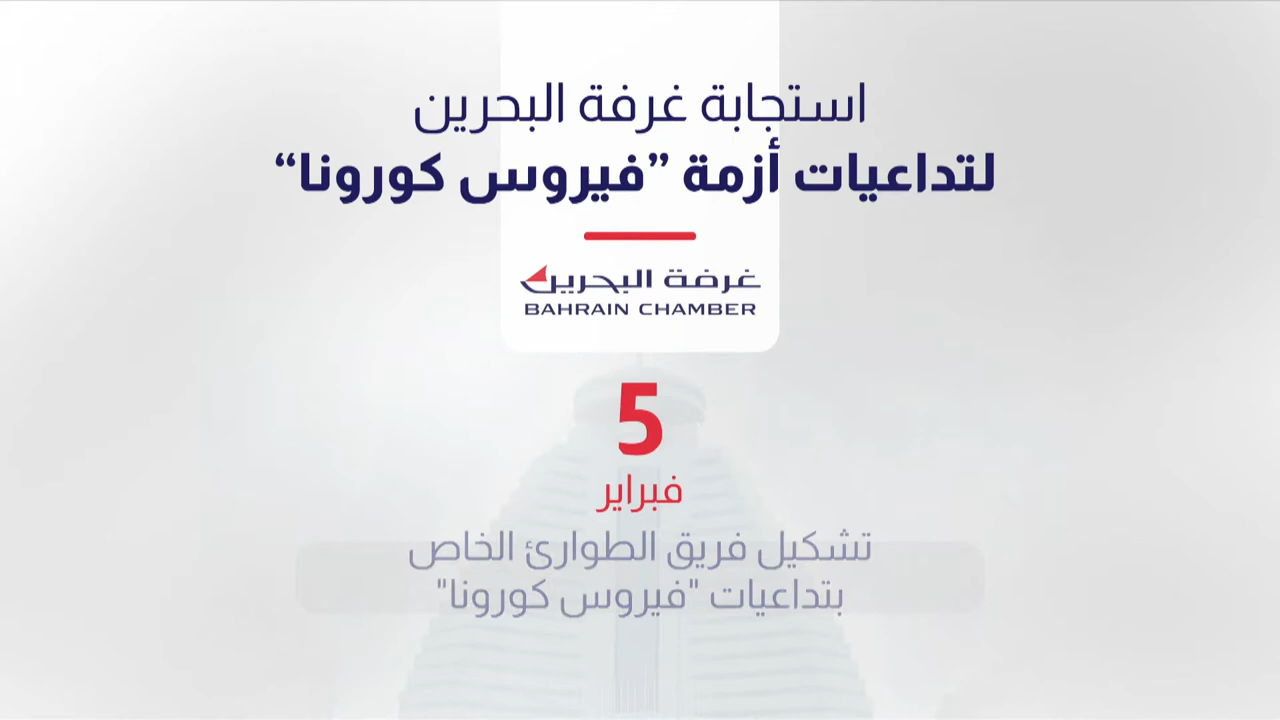 استجابة غرفة البحرين
لتداعيات أزمة ”فيروس كورونا“
غرفة البحرين
BAHRAIN CHAMBER
5
فبراير
تشكيل فريق الطوارئ الخاص
بتداعيات "فيروس كورونا"